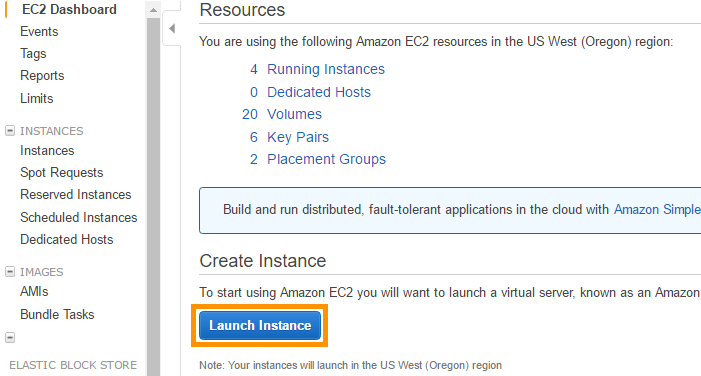 EC2 Dashboard
Events
Tags
Reports
Limits
INSTANCES
Instances
Spot Requests
Reserved Instances
Scheduled Instances
Dedicated Hosts
IMAGES
AMIs
Bundle Tasks
ELASTIC BLOCK STORE
Resources
You are using the following Amazon EC2 resources in the US West (Oregon) region:
4 Running Instances
0 Dedicated Hosts
20 Volumes
6 Key Pairs
2 Placement Groups
Build and run distributed, fault-tolerant applications in the cloud with Amazon Simple
Create Instance
To start using Amazon EC2 you will want to launch a virtual server, known as an Amazon
Launch Instance
Note: Your instances will launch in the US West (Oregon) region